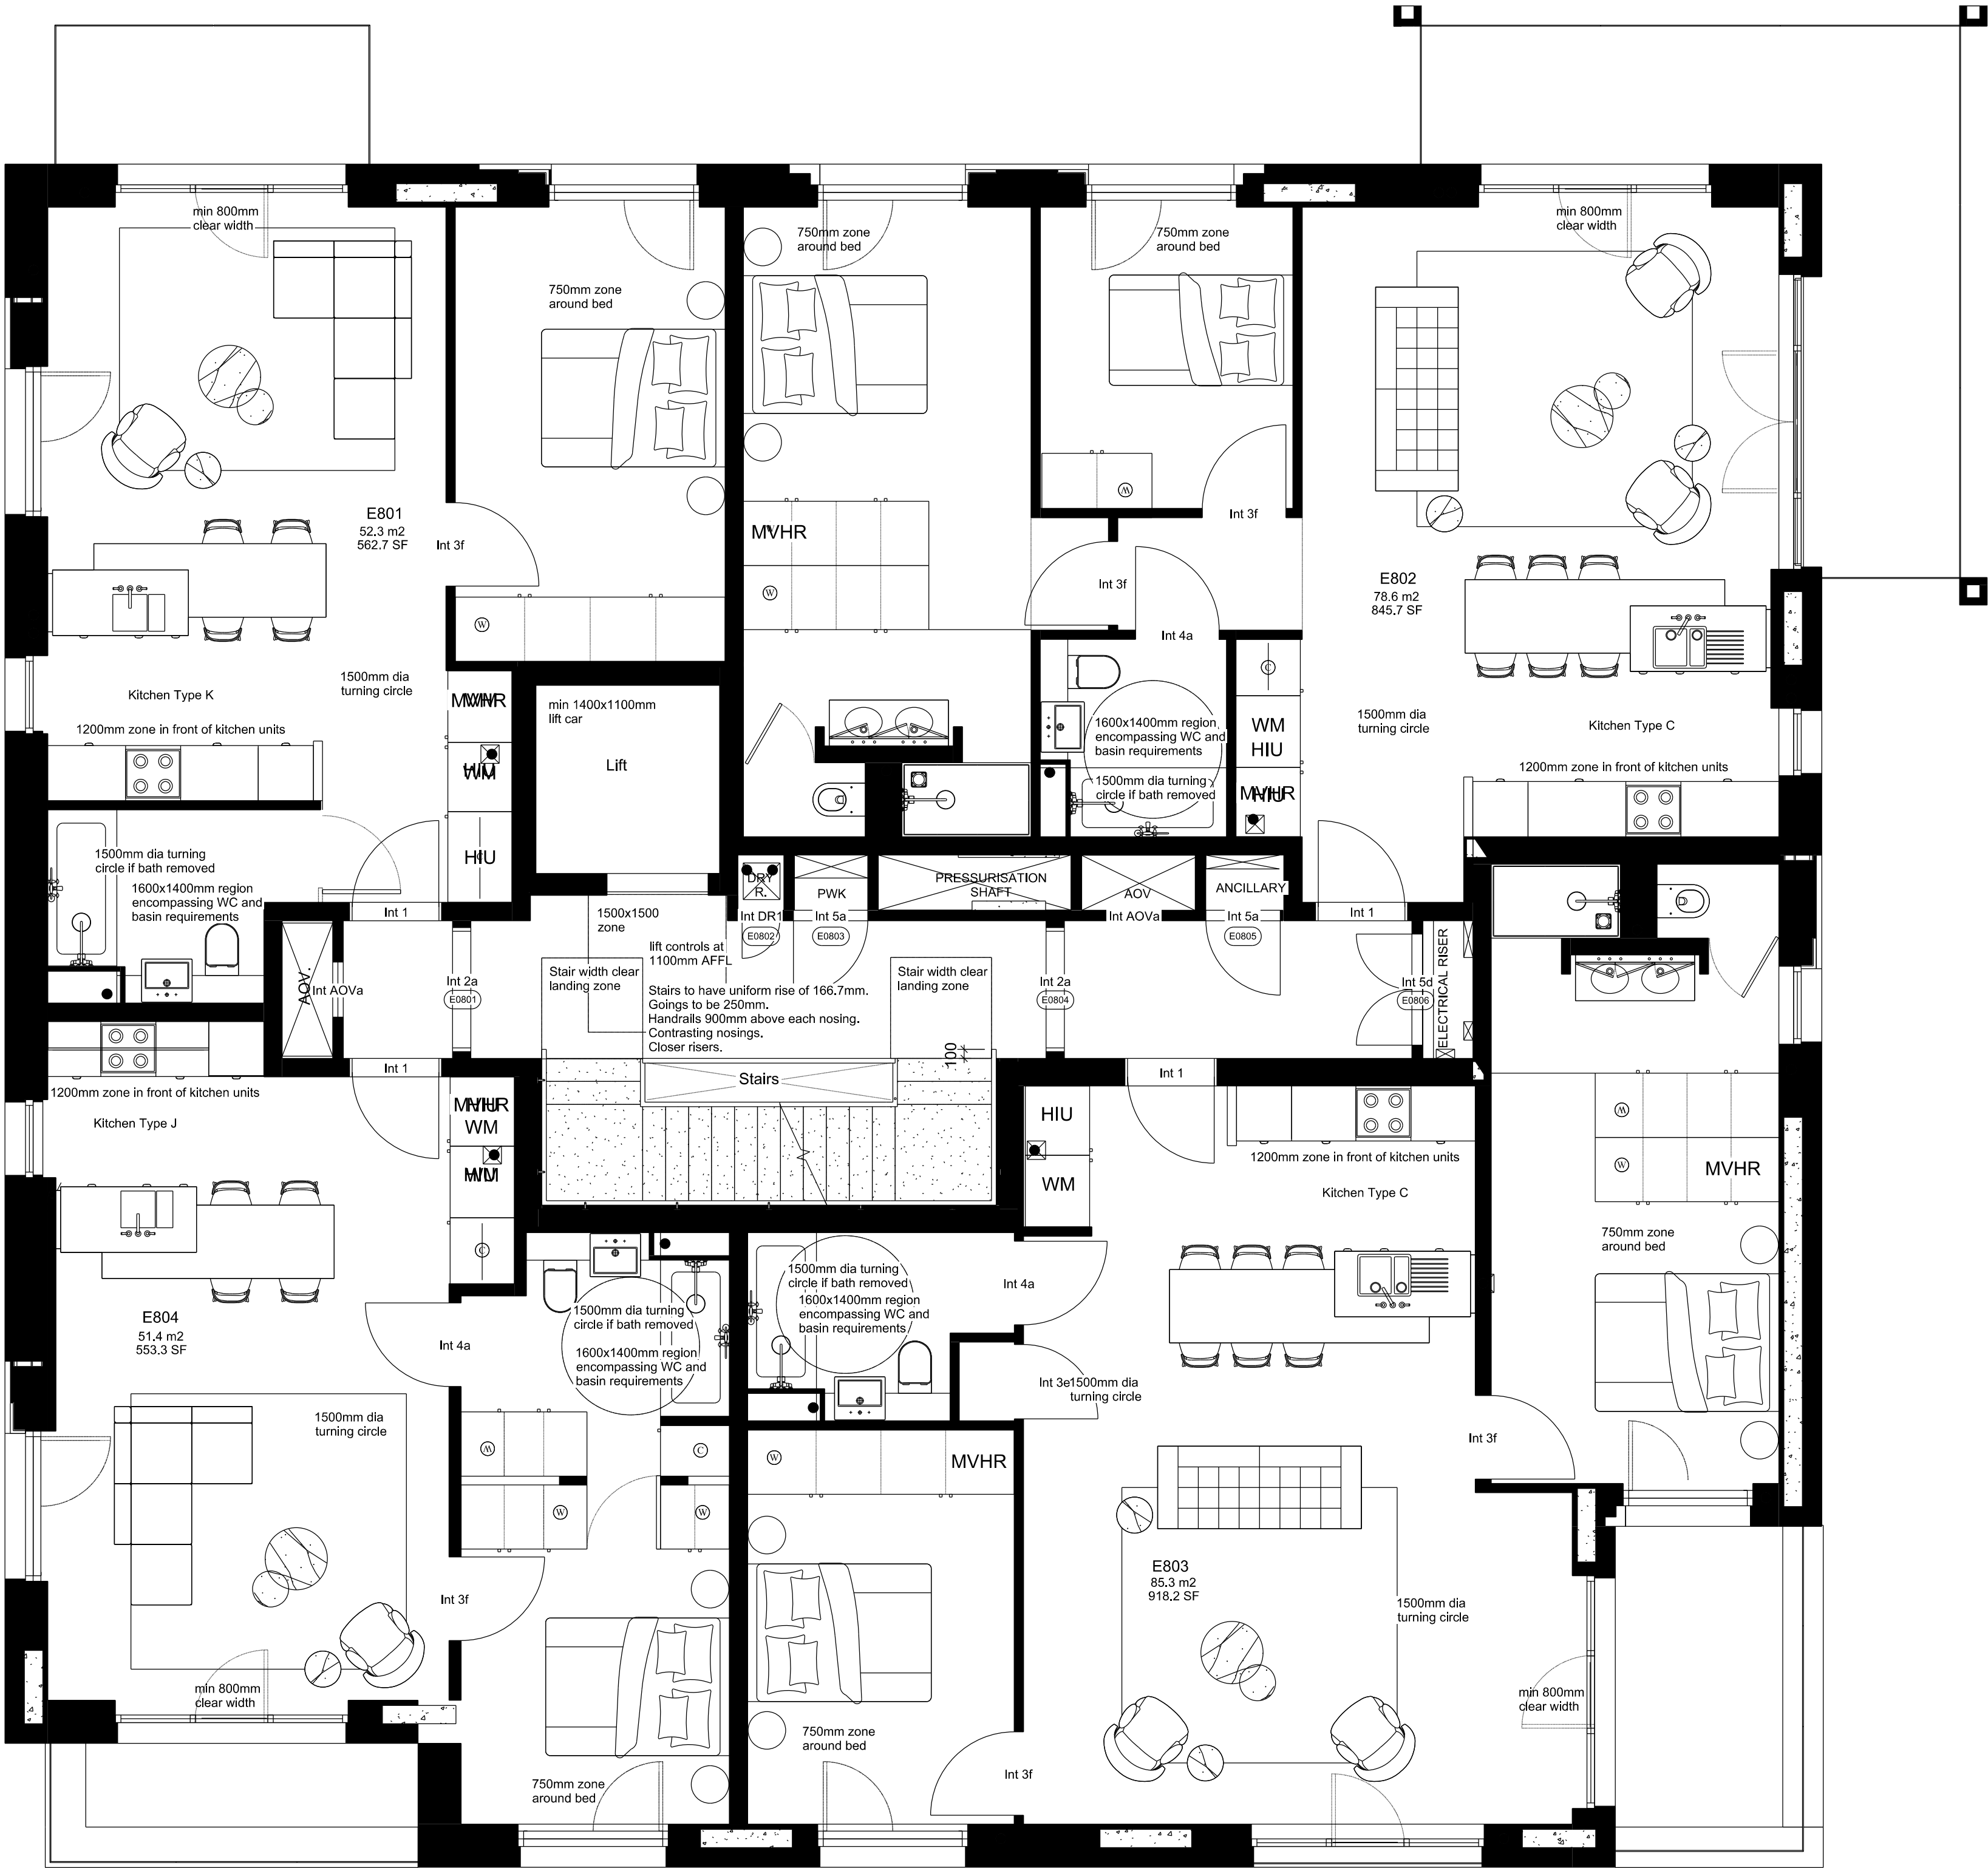 min 800mm
clear width
750mm zone
around bed
750mm zone
around bed
750mm zone
around bed
min 800mm
clear width
E801
52.3 m2
562.7 SF
Int 3f
MVHR
W
W
W
Int 3f
Int 3f
E802
78.6 m2
845.7 SF
Int 4a
W
1500mm dia
turning circle
Kitchen Type K
1200mm zone in front of kitchen units
MVHR
HIU
min 1400x1100mm
lift car
Lift
1600x1400mm region
encompassing WC and
basin requirements
1500mm dia turning
circle if bath removed
C
WM
HIU
MVHR
1500mm dia
turning circle
Kitchen Type C
1200mm zone in front of kitchen units
1500mm dia turning
circle if bath removed
1600x1400mm region
encompassing WC and
basin requirements
Int 1
DRY
R.
Int DR1
E0802
PWK
Int 5a
E0803
PRESSURISATION
SHAFT
AOV
Int AOVa
ANCILLARY
Int 5a
E0805
Int 1
AOV.
Int AOVa
Int 2a
E0801
1500x1500
zone
lift controls at
1100mm AFFL
Stair width clear
landing zone
Stairs to have uniform rise of 166.7mm.
Goings to be 250mm.
Handrails 900mm above each nosing.
Contrasting nosings.
Closer risers.
Stair width clear
landing zone
100
Int 2a
E0804
Int 5d
E0806
ELECTRICAL RISER
Int 1
Stairs
Int 1
1200mm zone in front of kitchen units
KItchen Type J
MVHR
WM
C
HIU
WM
1200mm zone in front of kitchen units
Kitchen Type C
W
W
MVHR
750mm zone
around bed
E804
51.4 m2
553.3 SF
Int 4a
1500mm dia turning
circle if bath removed
1600x1400mm region
encompassing WC and
basin requirements
1500mm dia turning
circle if bath removed
1600x1400mm region
encompassing WC and
basin requirements
Int 4a
Int 3e
1500mm dia
turning circle
1500mm dia
turning circle
W
C
W
W
W
MVHR
Int 3f
Int 3f
E803
85.3 m2
918.2 SF
1500mm dia
turning circle
min 800mm
clear width
min 800mm
clear width
750mm zone
around bed
750mm zone
around bed
Int 3f